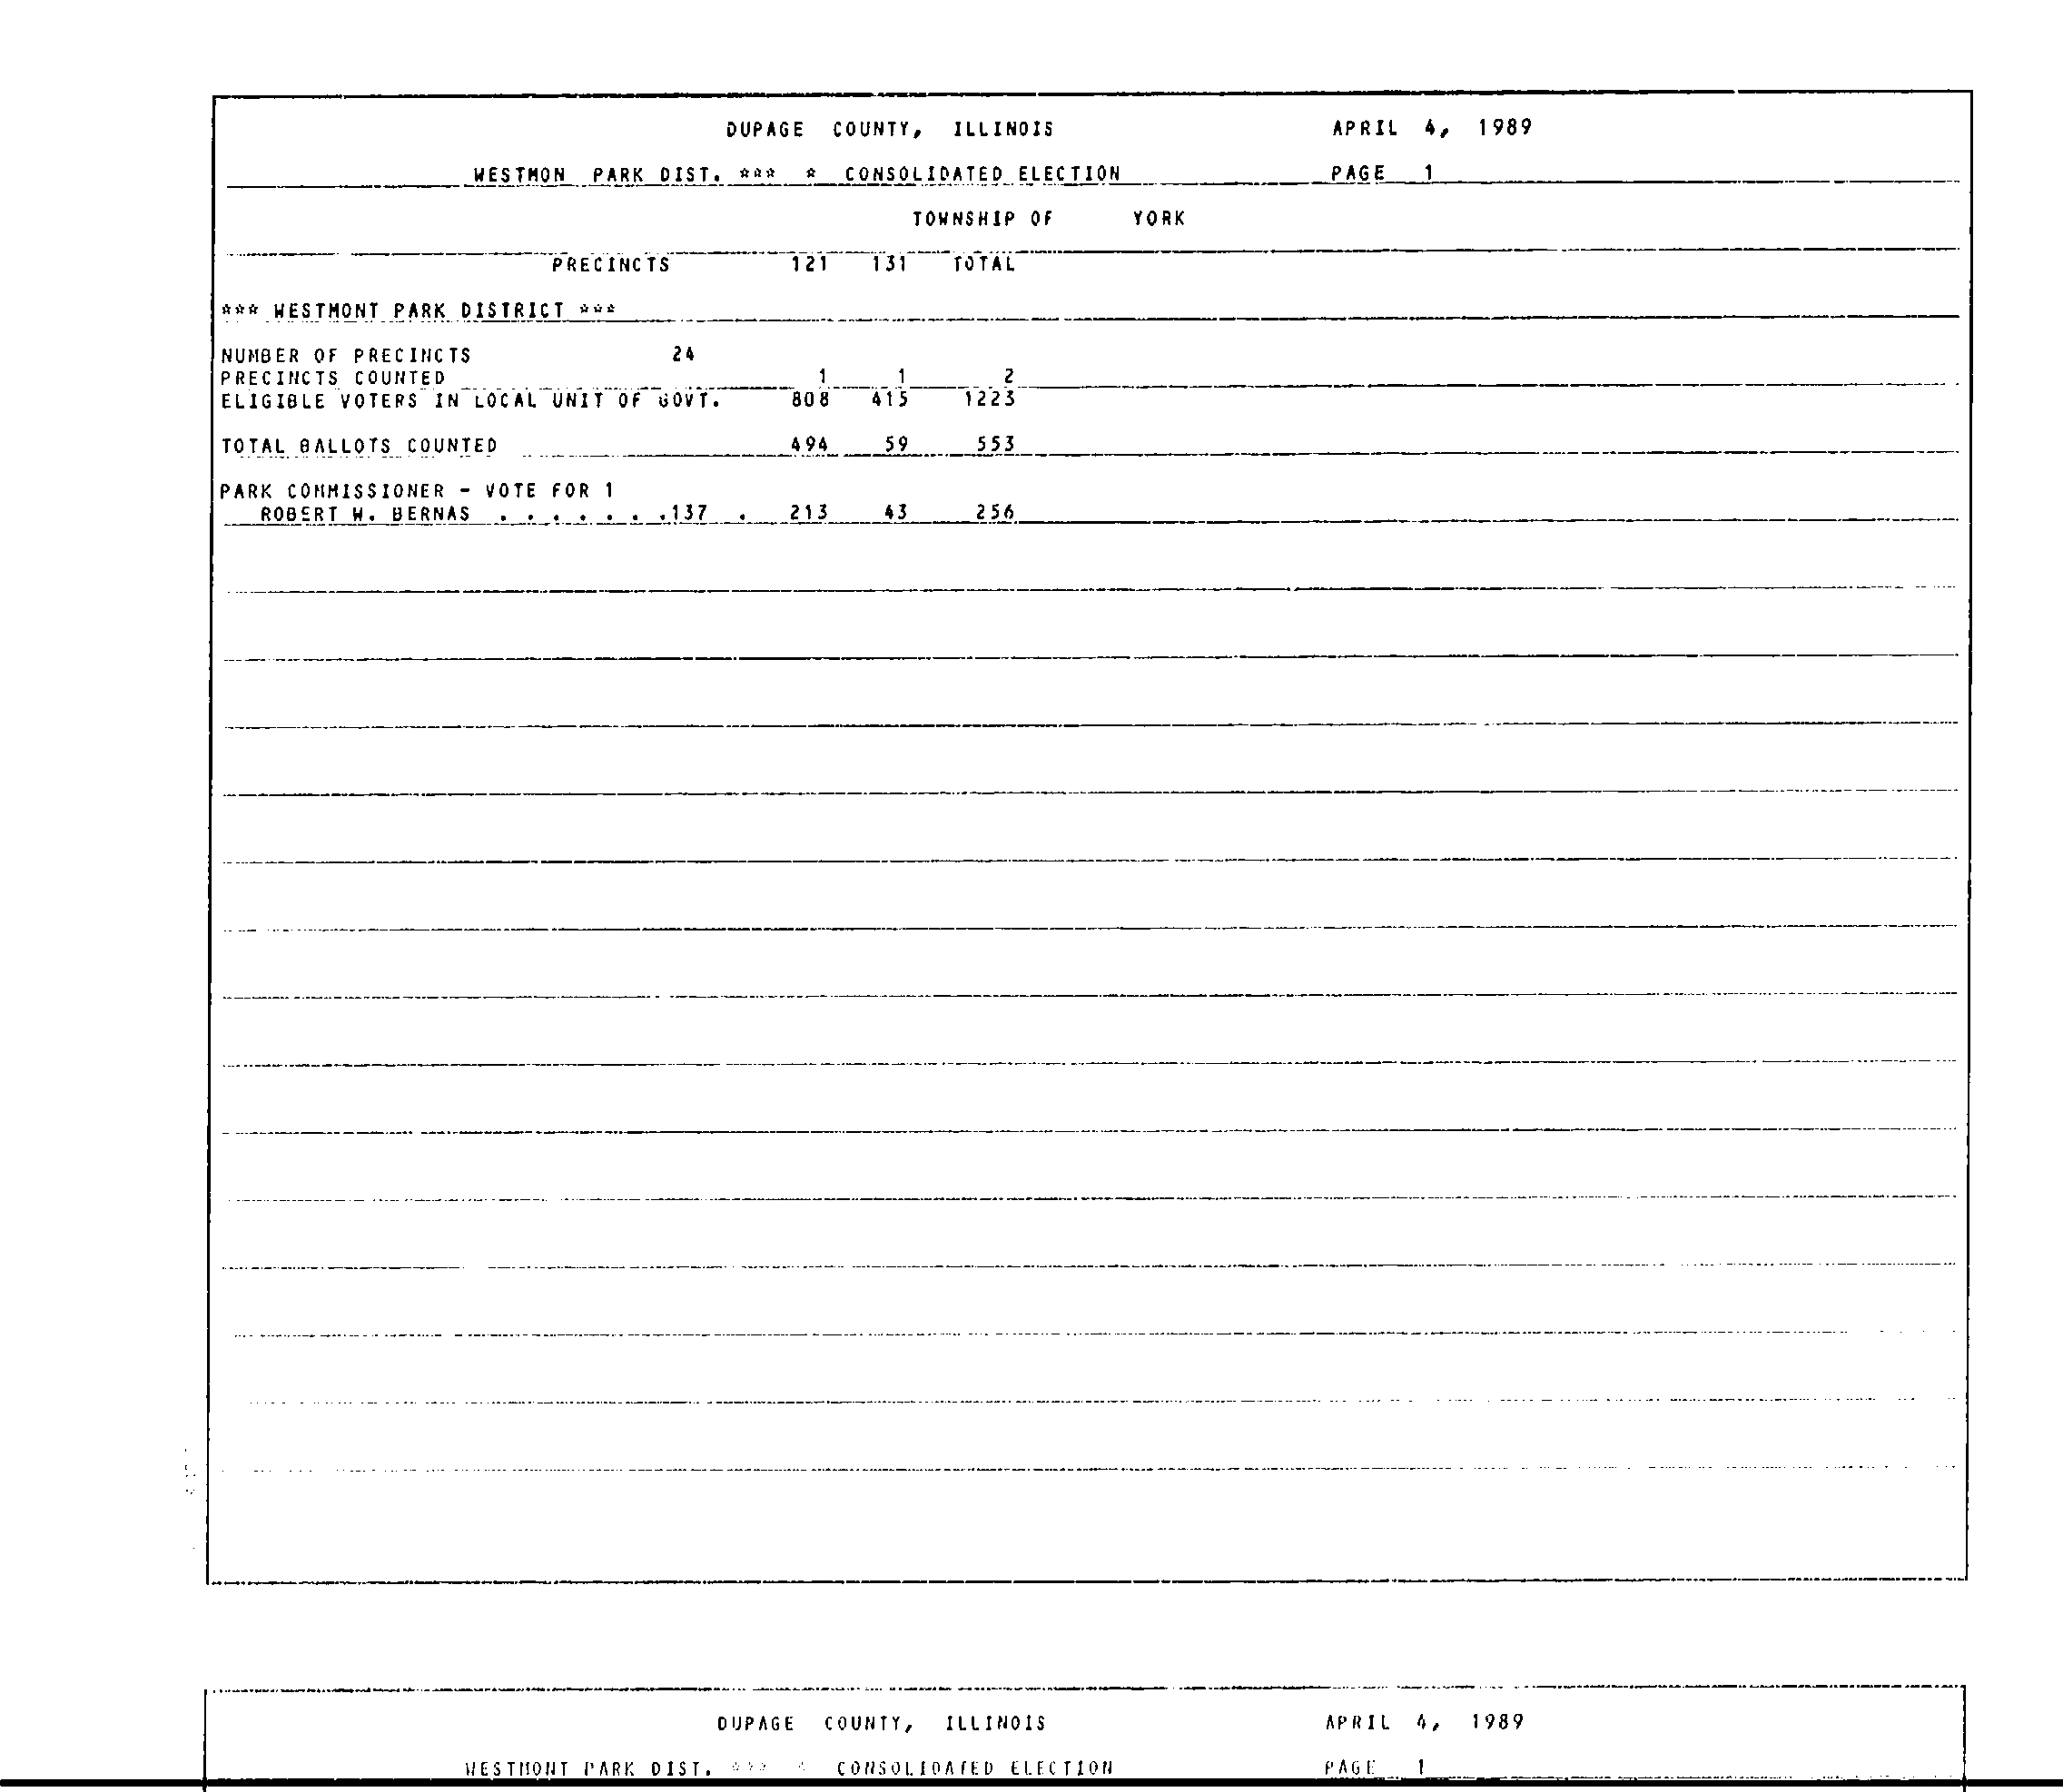 DUPAGE COUNTY, ILLINOIS APRIL 4, 1989
WESTMON PARK DIST. *** * CONSOLIDATED ELECTION PAGE 1
TOWNSHIP OF YORK
PRECINCTS 121 131 TOTAL
*** WESTMONT PARK DISTRICT ***
NUMBER OF PRECINCTS 24
PRECINCTS COUNTED 1 1 2
ELIGIBLE VOTERS IN LOCAL UNIT OF GOVT. 808 415 1223
TOTAL BALLOTS COUNTED 494 59 553
PARK COMMISSIONER - VOTE FOR 1
ROBERT W. BERNAS . . . . . . .137 . 213 43 256
DUPAGE COUNTY, ILLINOIS APRIL 4, 1989
WESTMONT PARK DIST. *** * CONSOLIDATED ELECTION PAGE 1